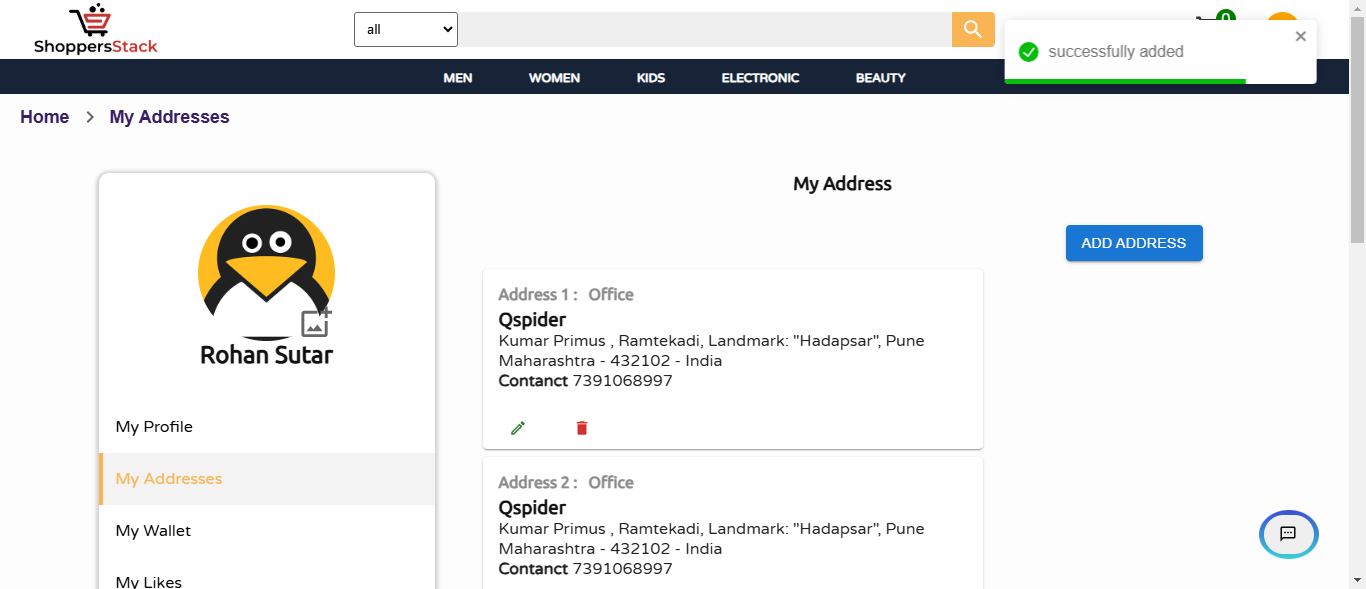 ShoppersStack
all
0
successfully added
MEN WOMEN KIDS ELECTRONIC BEAUTY
Home > My Addresses
Rohan Sutar
My Profile
My Addresses
My Wallet
My Likes
My Address
ADD ADDRESS
Address 1 : Office
Qspider
Kumar Primus , Ramtekadi, Landmark: "Hadapsar", Pune
Maharashtra - 432102 - India
Contanct 7391068997
Address 2 : Office
Qspider
Kumar Primus , Ramtekadi, Landmark: "Hadapsar", Pune
Maharashtra - 432102 - India
Contanct 7391068997